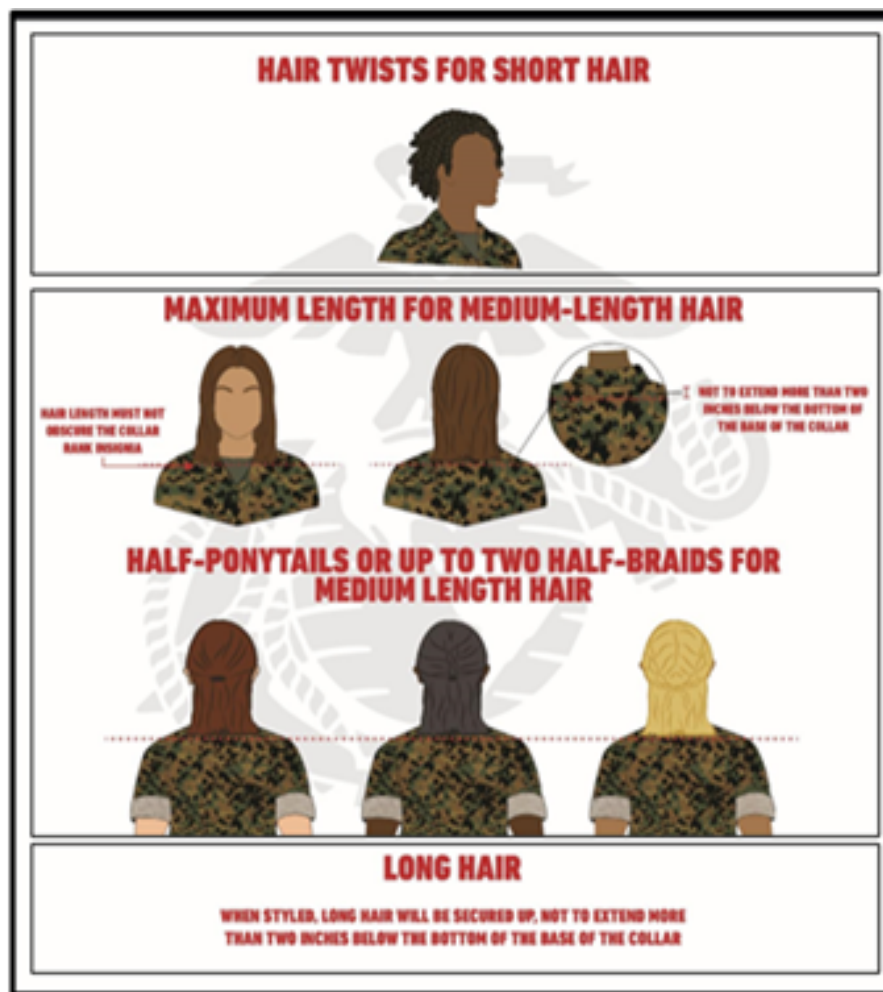 HAIR TWISTS FOR SHORT HAIR
MAXIMUM LENGTH FOR MEDIUM-LENGTH HAIR
HAIR LENGTH MUST NOT
OBSCURE THE COLLAR
RANK INSIGNIA
NOT TO EXTEND MORE THAN TWO
INCHES BELOW THE BOTTOM OF
THE BASE OF THE COLLAR
HALF-PONYTAILS OR UP TO TWO HALF-BRAIDS FOR
MEDIUM LENGTH HAIR
LONG HAIR
WHEN STYLED, LONG HAIR WILL BE SECURED UP, NOT TO EXTEND MORE
THAN TWO INCHES BELOW THE BOTTOM OF THE BASE OF THE COLLAR